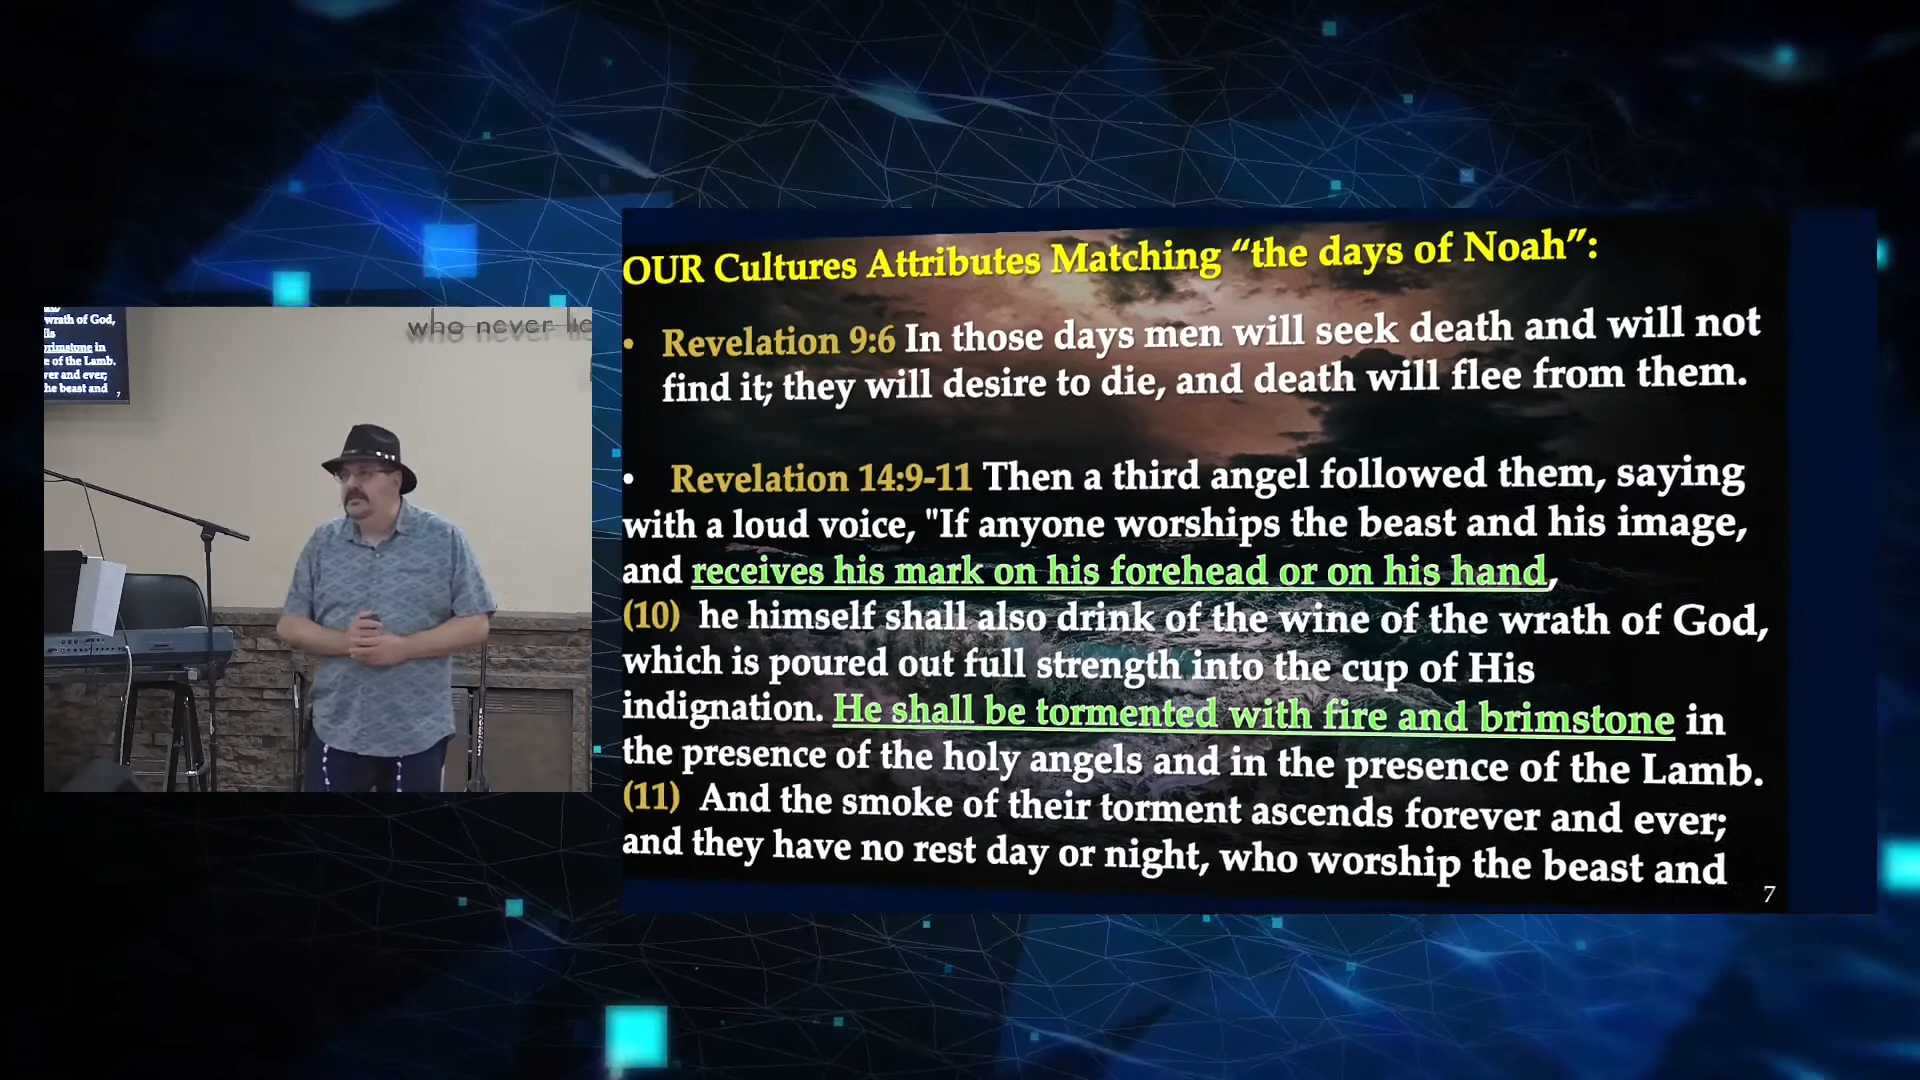 OUR Cultures Attributes Matching “the days of Noah”:
• Revelation 9:6 In those days men will seek death and will not
find it; they will desire to die, and death will flee from them.
• Revelation 14:9-11 Then a third angel followed them, saying
with a loud voice, "If anyone worships the beast and his image,
and receives his mark on his forehead or on his hand,
(10) he himself shall also drink of the wine of the wrath of God,
which is poured out full strength into the cup of His
indignation. He shall be tormented with fire and brimstone in
the presence of the holy angels and in the presence of the Lamb.
(11) And the smoke of their torment ascends forever and ever;
and they have no rest day or night, who worship the beast and
7
who never lie
wrath of God,
brimstone in
e of the Lamb.
ver and ever;
he beast and
7